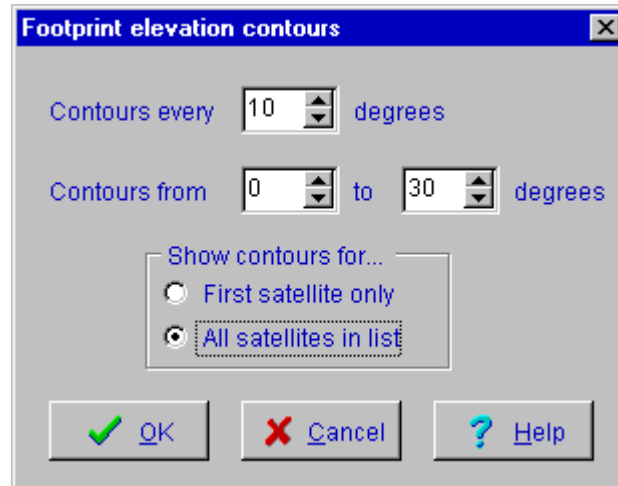 Footprint elevation contours
Contours every 10 degrees
Contours from 0 to 30 degrees
Show contours for...
First satellite only
All satellites in list
OK Cancel Help